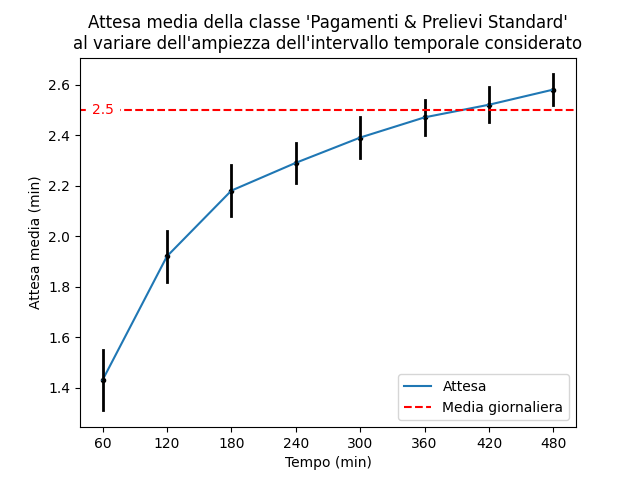 Attesa media della classe 'Pagamenti & Prelievi Standard'
al variare dell'ampiezza dell'intervallo temporale considerato
Attesa media (min)
2.6
2.4
2.2
2.0
1.8
1.6
1.4
2.5
Attesa
Media giornaliera
60 120 180 240 300 360 420 480
Tempo (min)